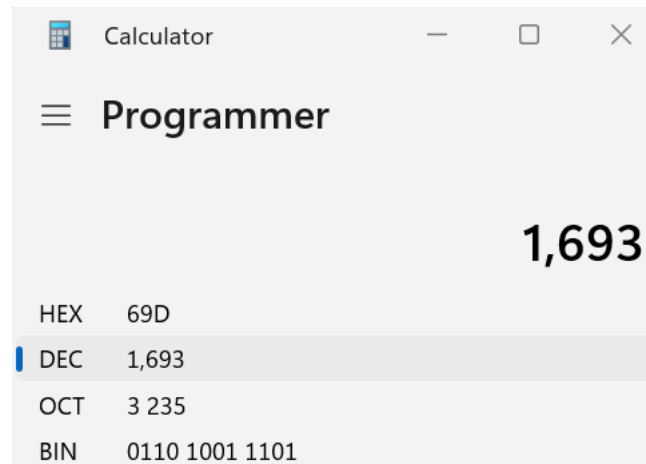 Calculator
Programmer
1,693
HEX 69D
DEC 1,693
OCT 3 235
BIN 0110 1001 1101